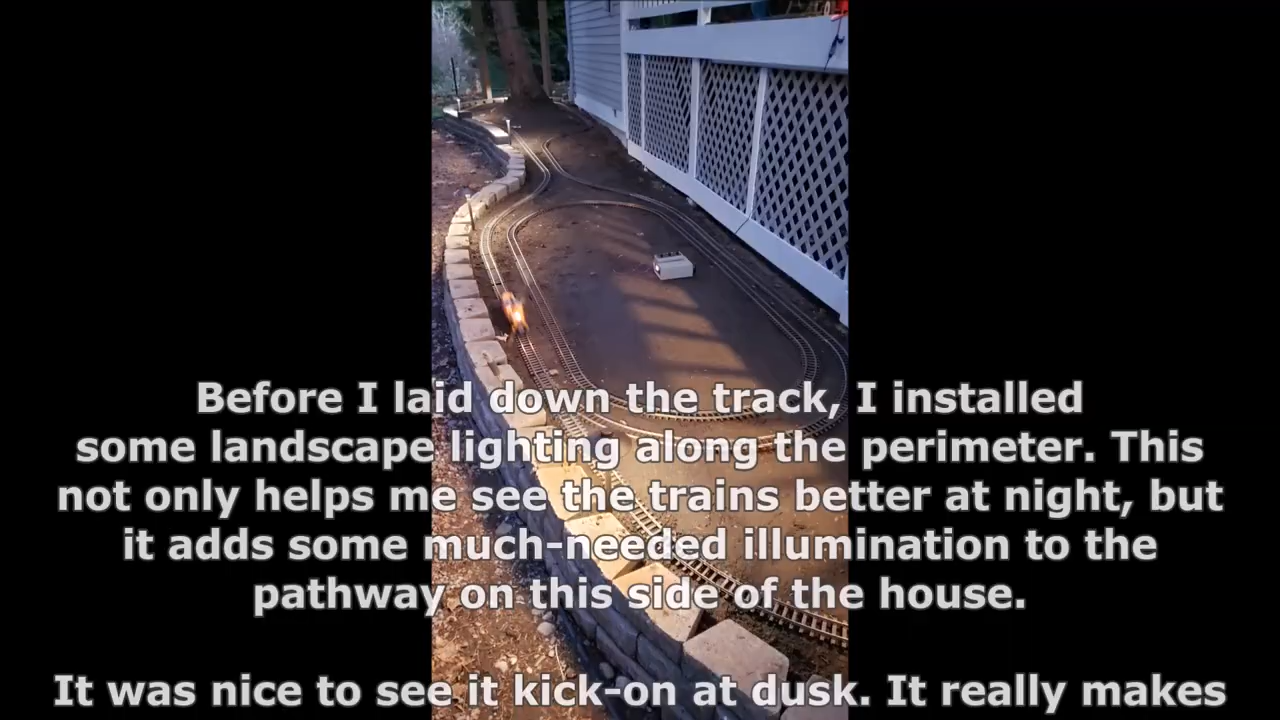 Before I laid down the track, I installed
some landscape lighting along the perimeter. This
not only helps me see the trains better at night, but
it adds some much-needed illumination to the
pathway on this side of the house.
It was nice to see it kick-on at dusk. It really makes